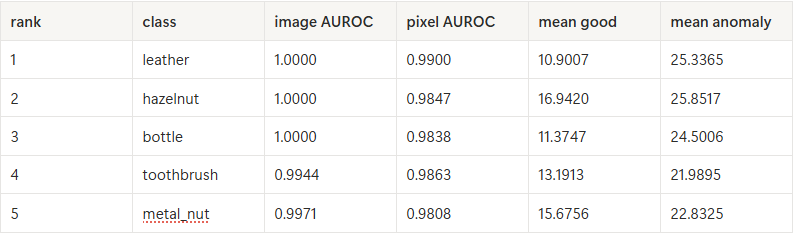 rank class image AUROC pixel AUROC mean good mean anomaly
1 leather 1.0000 0.9900 10.9007 25.3365
2 hazelnut 1.0000 0.9847 16.9420 25.8517
3 bottle 1.0000 0.9838 11.3747 24.5006
4 toothbrush 0.9944 0.9863 13.1913 21.9895
5 metal_nut 0.9971 0.9808 15.6756 22.8325